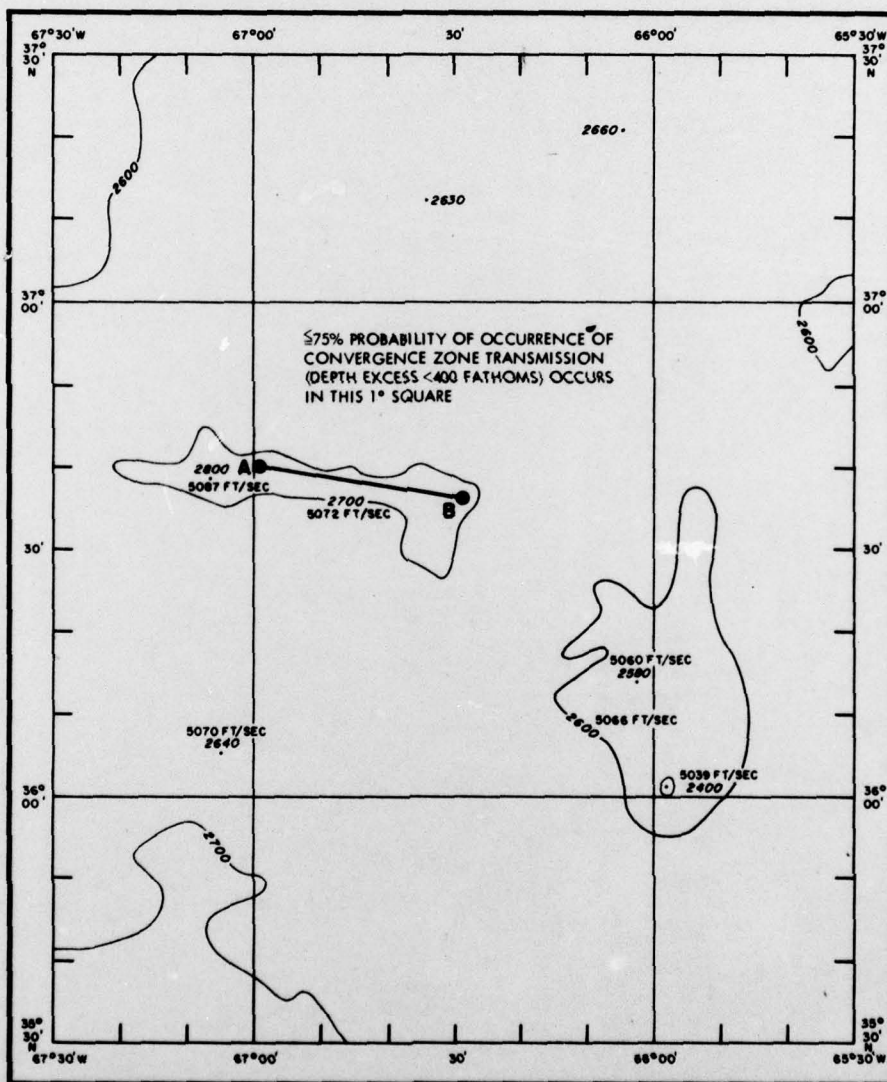 67°30'W 67°00' 30' 66°00' 65°30'W
37° 30' N
37° 30' N
2600
2660
2630
37° 00'
37° 00'
2600
≦75% PROBABILITY OF OCCURRENCE OF
CONVERGENCE ZONE TRANSMISSION
(DEPTH EXCESS <400 FATHOMS) OCCURS
IN THIS 1° SQUARE
2800
5087 FT/SEC
A
2700
5072 FT/SEC
B
30'
30'
5060 FT/SEC
2580
2600
5066 FT/SEC
5070 FT/SEC
2640
5039 FT/SEC
2400
36° 00'
36° 00'
2700
35° 30' N
35° 30' N
67°30'W 67°00' 30' 66°00' 65°30'W